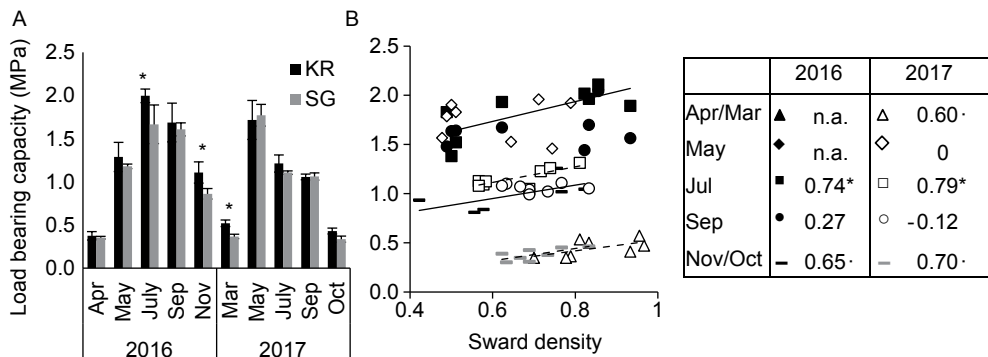 A
Load bearing capacity (MPa)
2.5
2.0
1.5
1.0
0.5
0.0
*
*
*
KR
SG
Apr
May
July
Sep
Nov
Mar
May
July
Sep
Oct
2016
2017
B
2.5
2.0
1.5
1.0
0.5
0.0
0.4
0.6
0.8
1
Sward density
2016 2017
Apr/Mar n.a. 0.60·
May n.a. 0
Jul 0.74* 0.79*
Sep 0.27 -0.12
Nov/Oct 0.65· 0.70·